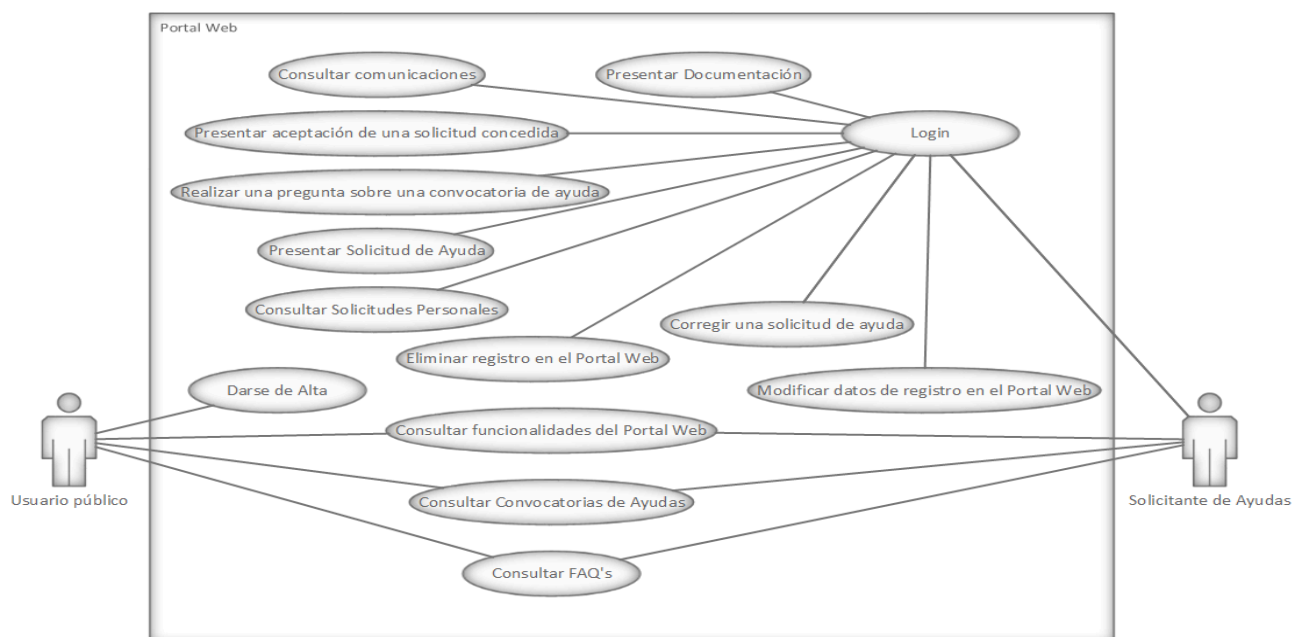 Portal Web
Consultar comunicaciones
Presentar Documentación
Presentar aceptación de una solicitud concedida
Login
Realizar una pregunta sobre una convocatoria de ayuda
Presentar Solicitud de Ayuda
Consultar Solicitudes Personales
Corregir una solicitud de ayuda
Eliminar registro en el Portal Web
Darse de Alta
Modificar datos de registro en el Portal Web
Consultar funcionalidades del Portal Web
Usuario público
Consultar Convocatorias de Ayudas
Solicitante de Ayudas
Consultar FAQ's